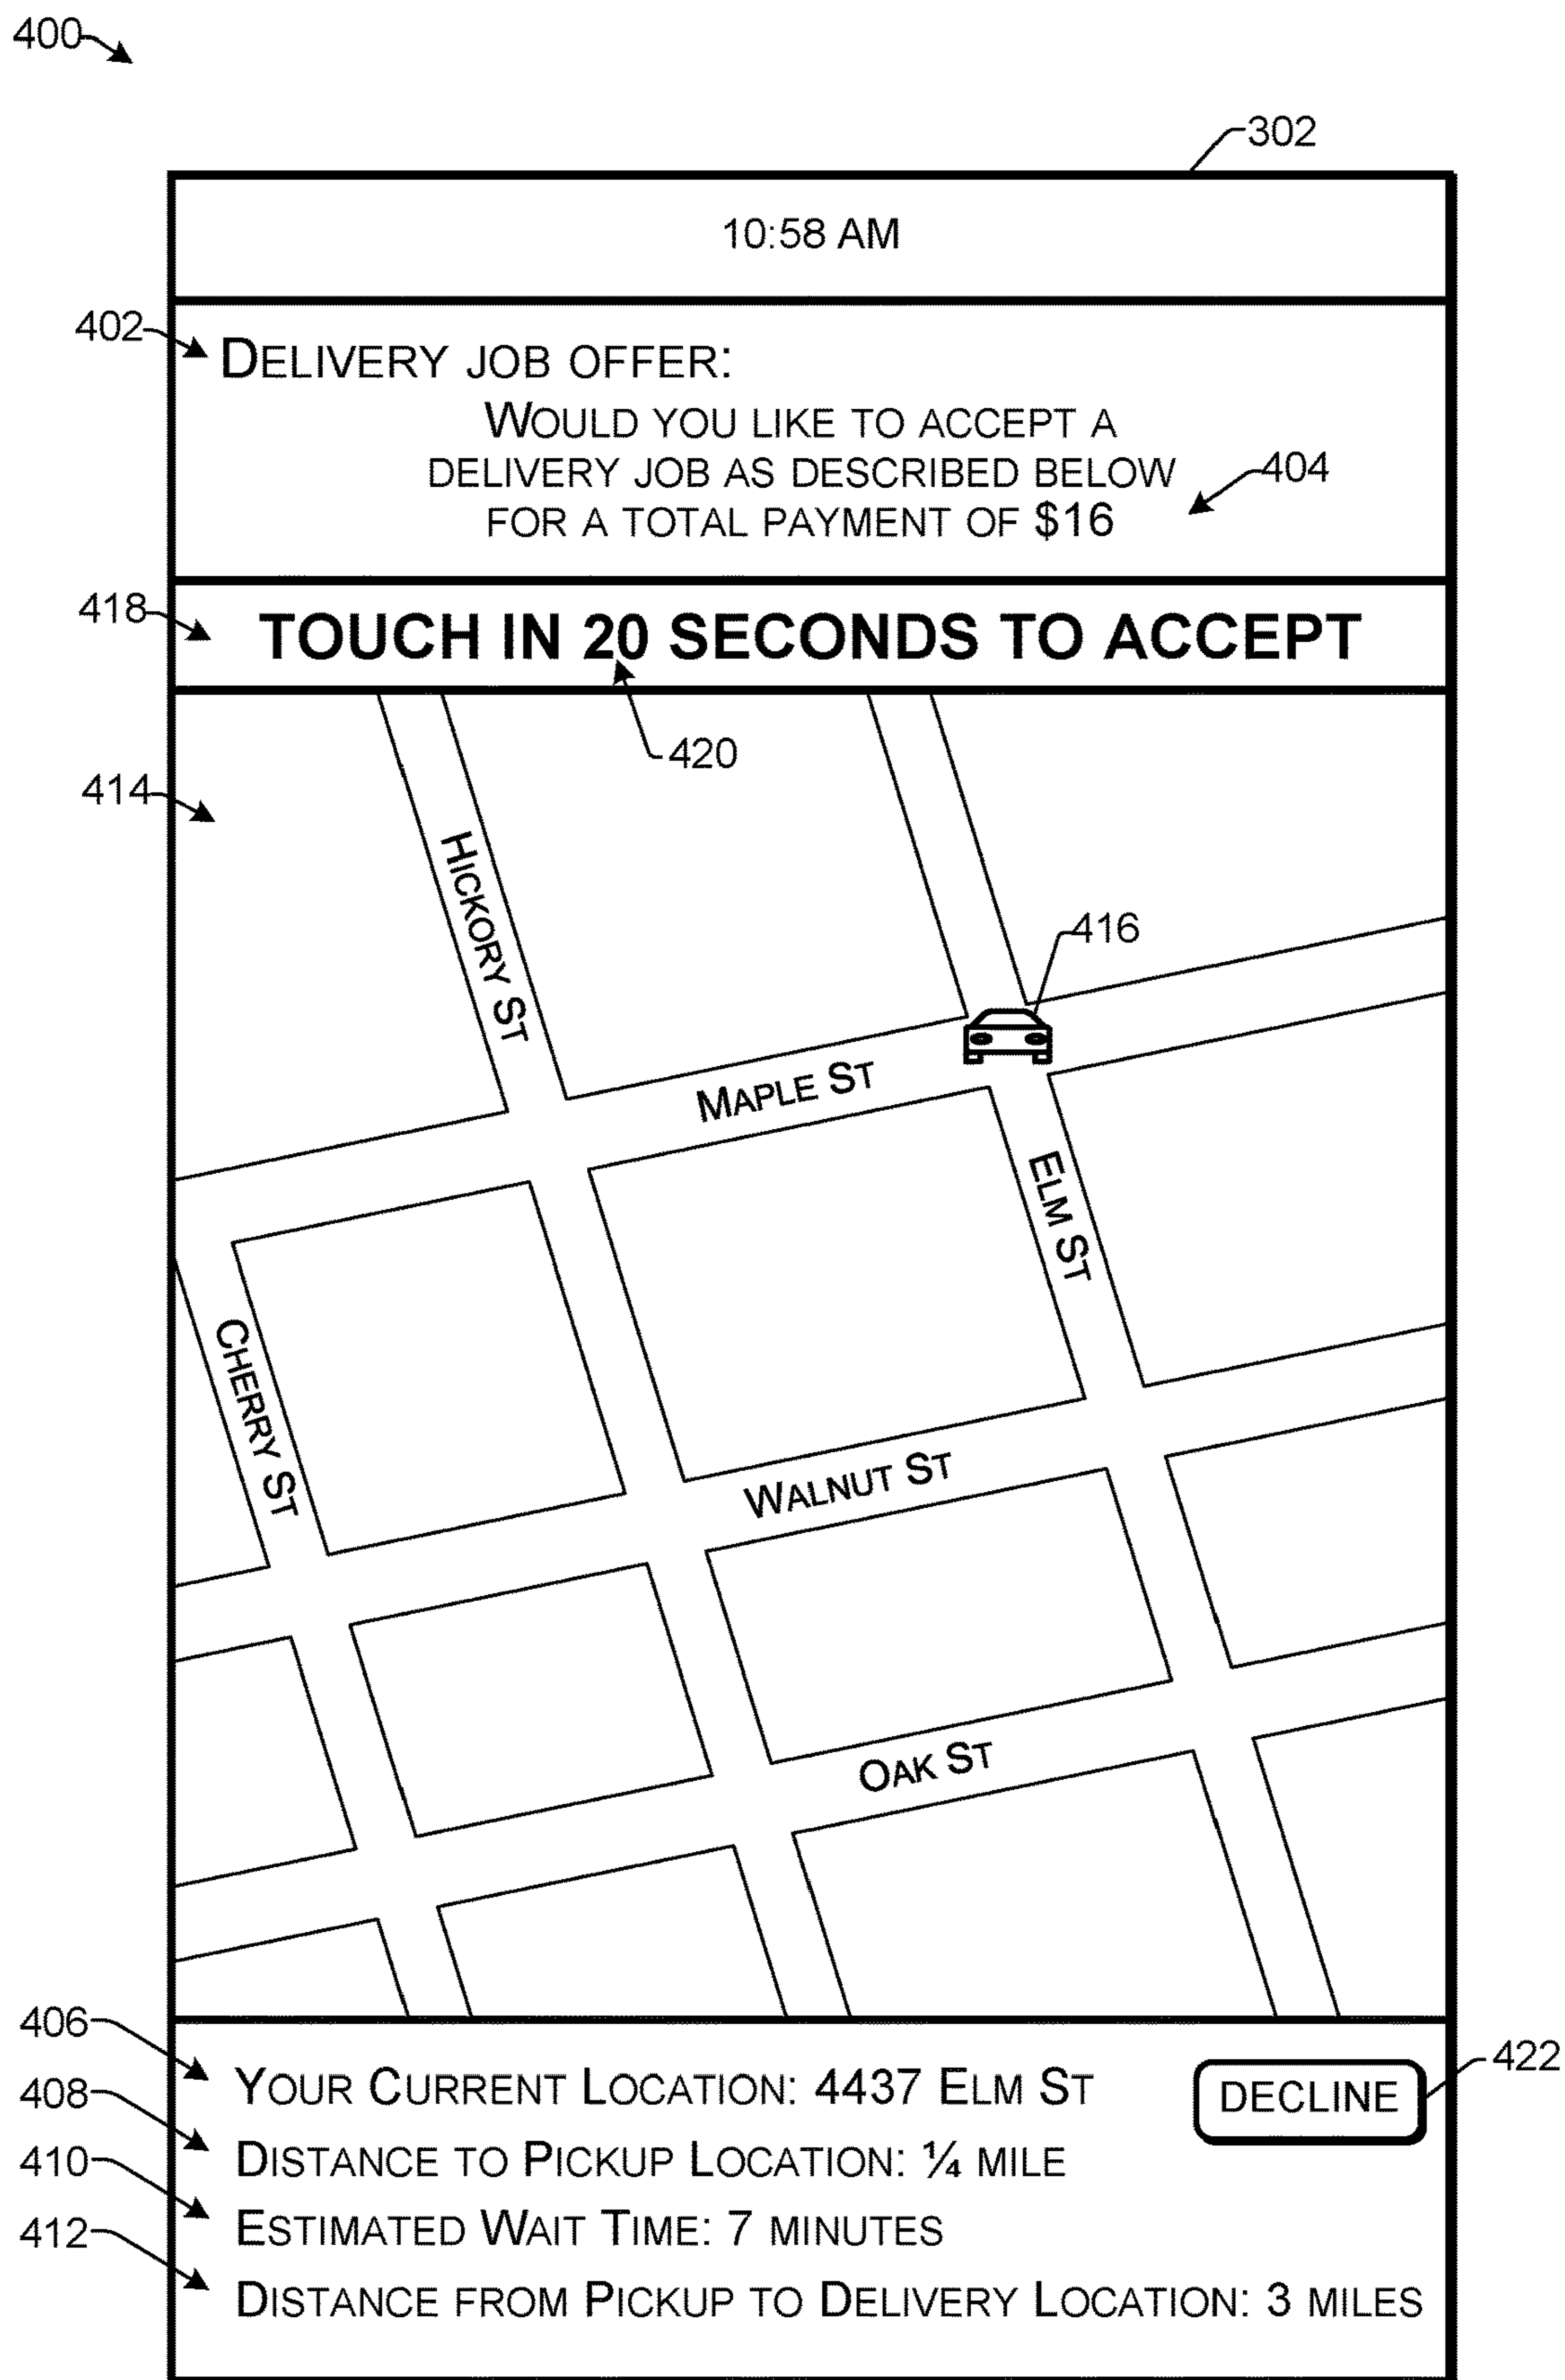 400
302
10:58 AM
402
DELIVERY JOB OFFER:
WOULD YOU LIKE TO ACCEPT A
DELIVERY JOB AS DESCRIBED BELOW
404
FOR A TOTAL PAYMENT OF $16
418
TOUCH IN 20 SECONDS TO ACCEPT
420
414
HICKORY ST
416
MAPLE ST
ELM ST
CHERRY ST
WALNUT ST
OAK ST
406
YOUR CURRENT LOCATION: 4437 ELM ST
DECLINE
422
408
DISTANCE TO PICKUP LOCATION: ¼ MILE
410
ESTIMATED WAIT TIME: 7 MINUTES
412
DISTANCE FROM PICKUP TO DELIVERY LOCATION: 3 MILES